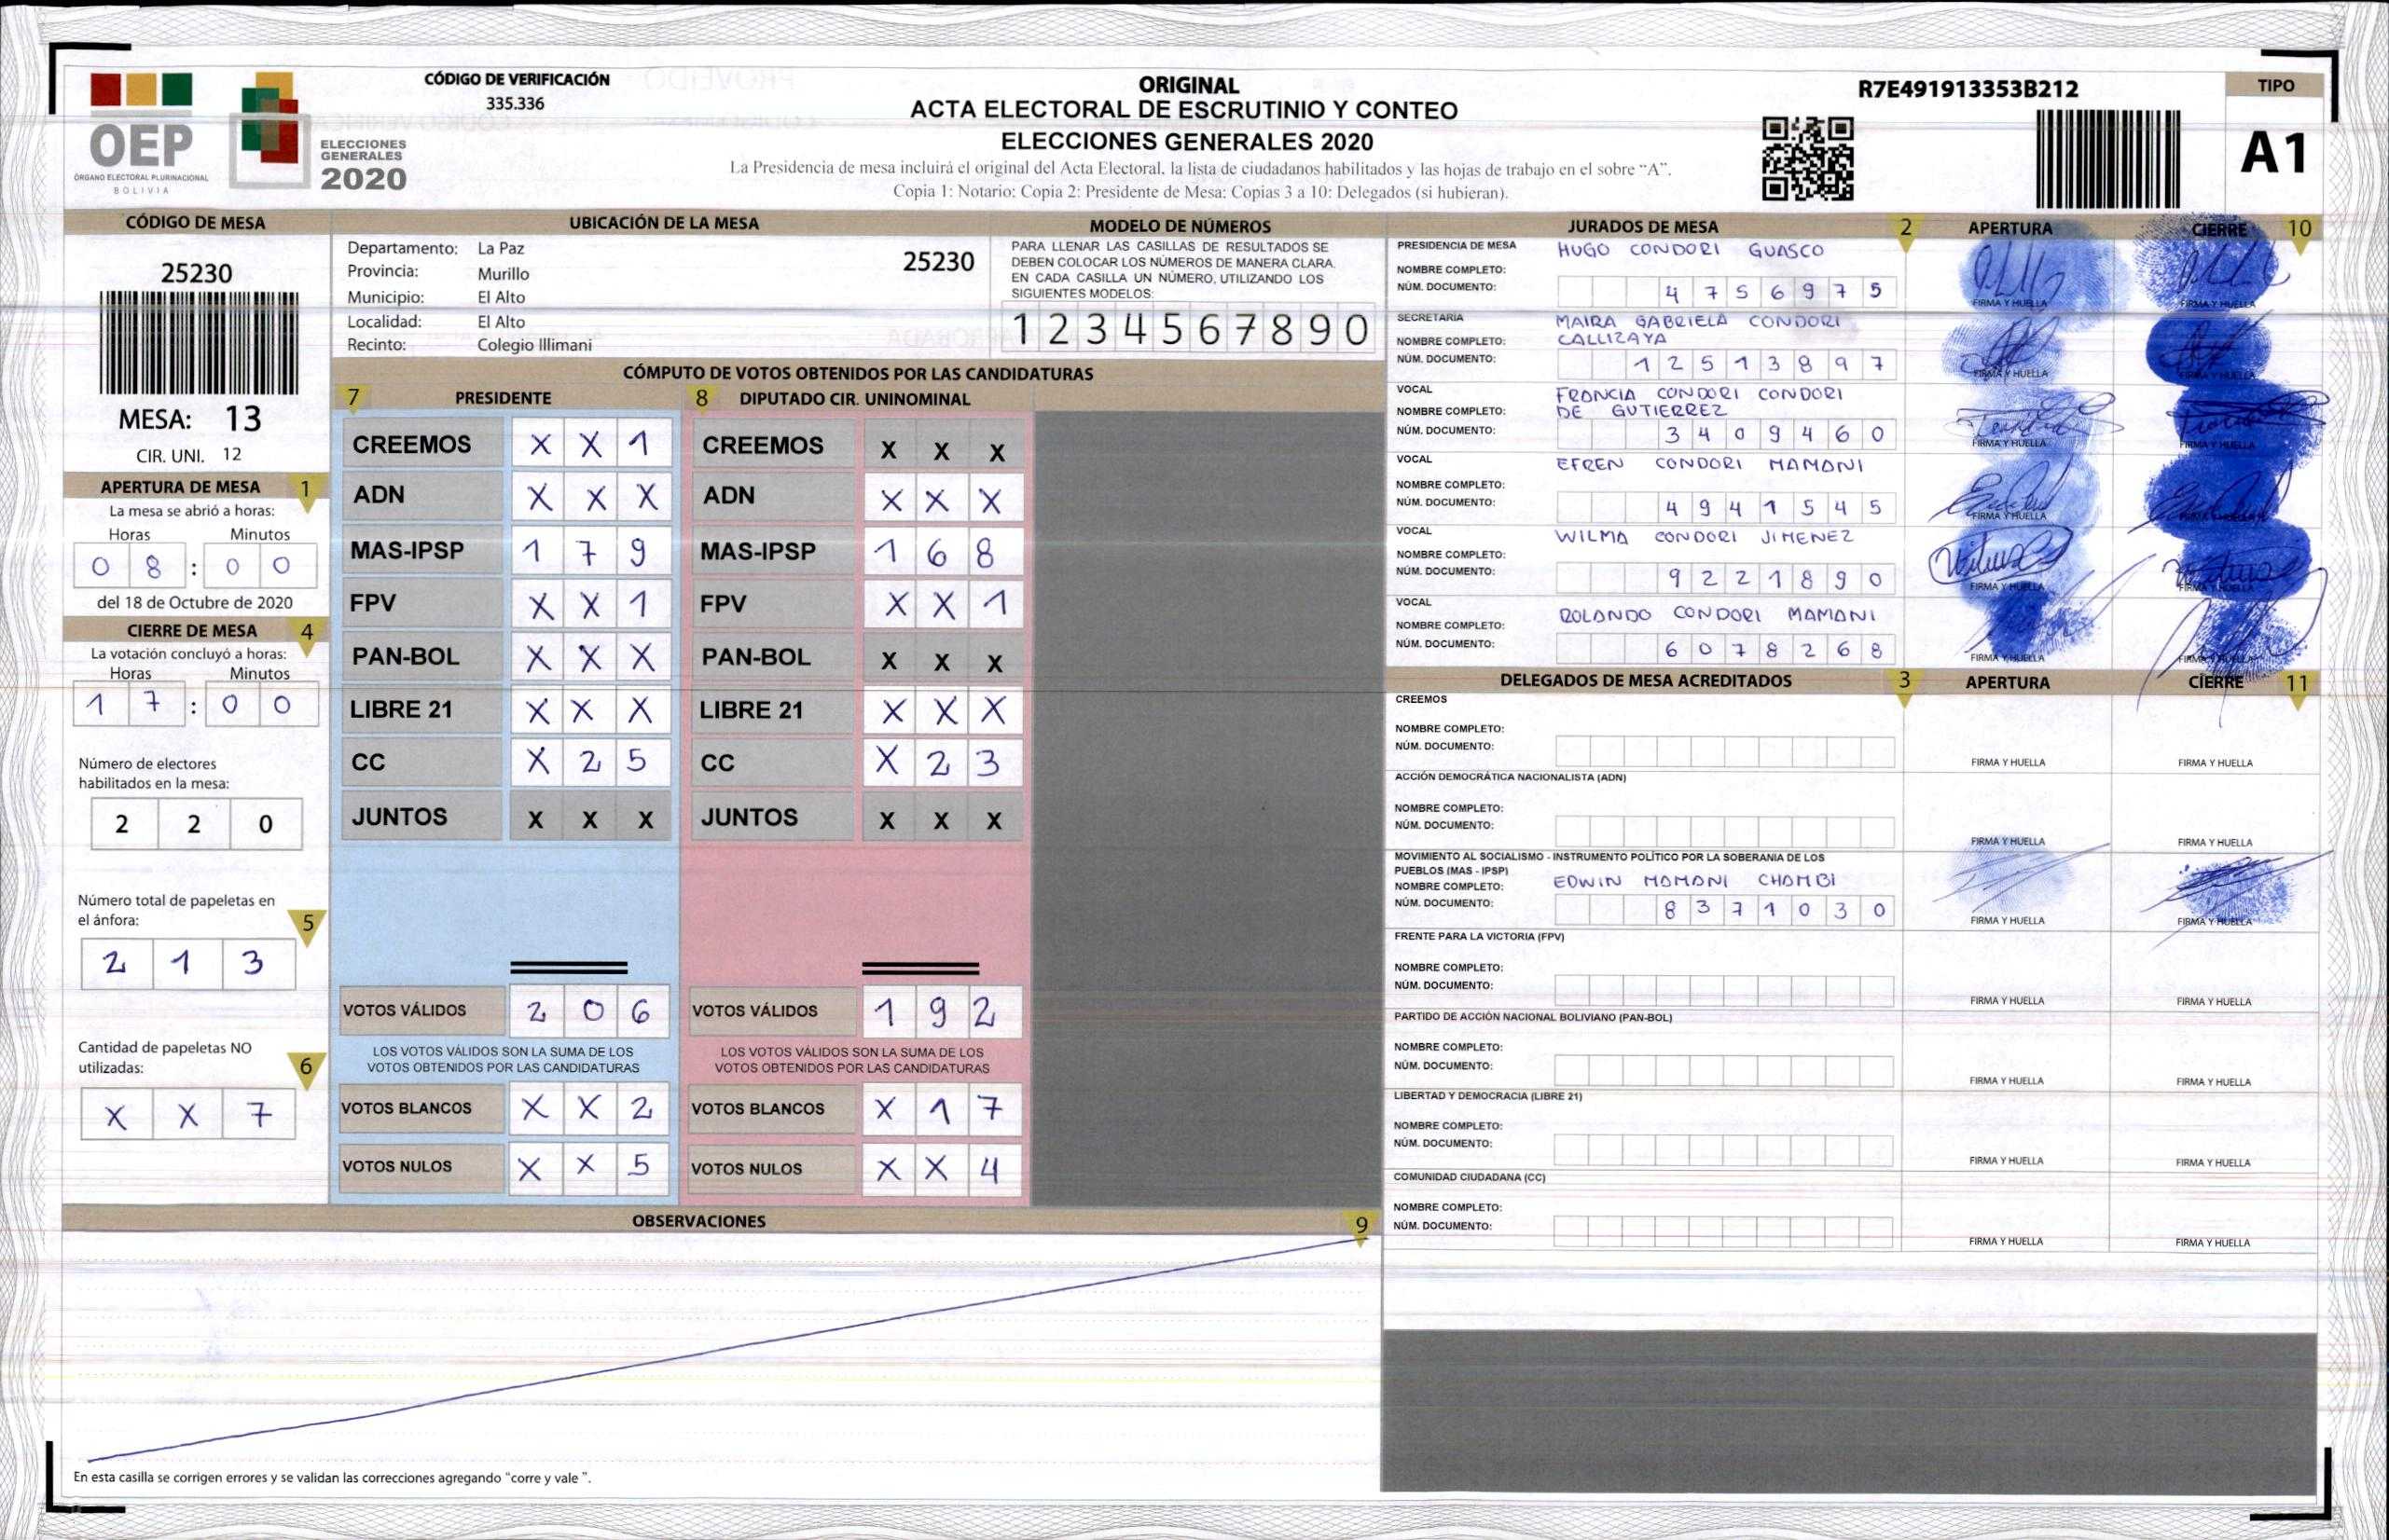 OEP
ÓRGANO ELECTORAL PLURINACIONAL
BOLIVIA
ELECCIONES
GENERALES
2020
CÓDIGO DE VERIFICACIÓN
335.336
ORIGINAL
ACTA ELECTORAL DE ESCRUTINIO Y CONTEO
ELECCIONES GENERALES 2020
La Presidencia de mesa incluirá el original del Acta Electoral, la lista de ciudadanos habilitados y las hojas de trabajo en el sobre “A”.
Copia 1: Notario; Copia 2: Presidente de Mesa; Copias 3 a 10: Delegados (si hubieran).
R7E491913353B212
TIPO
A1
CÓDIGO DE MESA
25230
MESA: 13
CIR. UNI. 12
APERTURA DE MESA 1
La mesa se abrió a horas:
Horas Minutos
0 8 : 0 0
del 18 de Octubre de 2020
CIERRE DE MESA 4
La votación concluyó a horas:
Horas Minutos
1 7 : 0 0
Número de electores
habilitados en la mesa:
2 2 0
Número total de papeletas en
el ánfora: 5
2 1 3
Cantidad de papeletas NO
utilizadas: 6
X X 7
UBICACIÓN DE LA MESA
Departamento: La Paz
Provincia: Murillo
Municipio: El Alto
Localidad: El Alto
Recinto: Colegio Illimani
25230
MODELO DE NÚMEROS
PARA LLENAR LAS CASILLAS DE RESULTADOS SE
DEBEN COLOCAR LOS NÚMEROS DE MANERA CLARA.
EN CADA CASILLA UN NÚMERO, UTILIZANDO LOS
SIGUIENTES MODELOS:
1 2 3 4 5 6 7 8 9 0
CÓMPUTO DE VOTOS OBTENIDOS POR LAS CANDIDATURAS
7 PRESIDENTE 8 DIPUTADO CIR. UNINOMINAL
CREEMOS X X 1 CREEMOS X X X
ADN X X X ADN X X X
MAS-IPSP 1 7 9 MAS-IPSP 1 6 8
FPV X X 1 FPV X X 1
PAN-BOL X X X PAN-BOL X X X
LIBRE 21 X X X LIBRE 21 X X X
CC X 2 5 CC X 2 3
JUNTOS X X X JUNTOS X X X
VOTOS VÁLIDOS 2 0 6 VOTOS VÁLIDOS 1 9 2
LOS VOTOS VÁLIDOS SON LA SUMA DE LOS LOS VOTOS VÁLIDOS SON LA SUMA DE LOS
VOTOS OBTENIDOS POR LAS CANDIDATURAS VOTOS OBTENIDOS POR LAS CANDIDATURAS
VOTOS BLANCOS X X 2 VOTOS BLANCOS X 1 7
VOTOS NULOS X X 5 VOTOS NULOS X X 4
OBSERVACIONES 9
En esta casilla se corrigen errores y se validan las correcciones agregando “corre y vale ”.
JURADOS DE MESA 2 APERTURA CIERRE 10
PRESIDENCIA DE MESA
NOMBRE COMPLETO: HUGO CONDORI GUASCO
NÚM. DOCUMENTO: 4 7 5 6 9 7 5
FIRMA Y HUELLA FIRMA Y HUELLA
SECRETARIA
NOMBRE COMPLETO: MAIRA GABRIELA CONDORI
CALLIZAYA
NÚM. DOCUMENTO: 1 2 5 1 3 8 9 7
FIRMA Y HUELLA FIRMA Y HUELLA
VOCAL
NOMBRE COMPLETO: FRANCIA CONDORI CONDORI
DE GUTIERREZ
NÚM. DOCUMENTO: 3 4 0 9 4 6 0
FIRMA Y HUELLA FIRMA Y HUELLA
VOCAL
NOMBRE COMPLETO: EFREN CONDORI MAMANI
NÚM. DOCUMENTO: 4 9 4 1 5 4 5
FIRMA Y HUELLA FIRMA Y HUELLA
VOCAL
NOMBRE COMPLETO: WILMA CONDORI JIMENEZ
NÚM. DOCUMENTO: 9 2 2 1 8 9 0
FIRMA Y HUELLA FIRMA Y HUELLA
VOCAL
NOMBRE COMPLETO: ROLANDO CONDORI MAMANI
NÚM. DOCUMENTO: 6 0 7 8 2 6 8
FIRMA Y HUELLA FIRMA Y HUELLA
DELEGADOS DE MESA ACREDITADOS 3 APERTURA CIERRE 11
CREEMOS
NOMBRE COMPLETO:
NÚM. DOCUMENTO:
FIRMA Y HUELLA FIRMA Y HUELLA
ACCIÓN DEMOCRÁTICA NACIONALISTA (ADN)
NOMBRE COMPLETO:
NÚM. DOCUMENTO:
FIRMA Y HUELLA FIRMA Y HUELLA
MOVIMIENTO AL SOCIALISMO - INSTRUMENTO POLÍTICO POR LA SOBERANIA DE LOS
PUEBLOS (MAS - IPSP)
NOMBRE COMPLETO: EDWIN MAMANI CHAMBI
NÚM. DOCUMENTO: 8 3 7 1 0 3 0
FIRMA Y HUELLA FIRMA Y HUELLA
FRENTE PARA LA VICTORIA (FPV)
NOMBRE COMPLETO:
NÚM. DOCUMENTO:
FIRMA Y HUELLA FIRMA Y HUELLA
PARTIDO DE ACCIÓN NACIONAL BOLIVIANO (PAN-BOL)
NOMBRE COMPLETO:
NÚM. DOCUMENTO:
FIRMA Y HUELLA FIRMA Y HUELLA
LIBERTAD Y DEMOCRACIA (LIBRE 21)
NOMBRE COMPLETO:
NÚM. DOCUMENTO:
FIRMA Y HUELLA FIRMA Y HUELLA
COMUNIDAD CIUDADANA (CC)
NOMBRE COMPLETO:
NÚM. DOCUMENTO:
FIRMA Y HUELLA FIRMA Y HUELLA